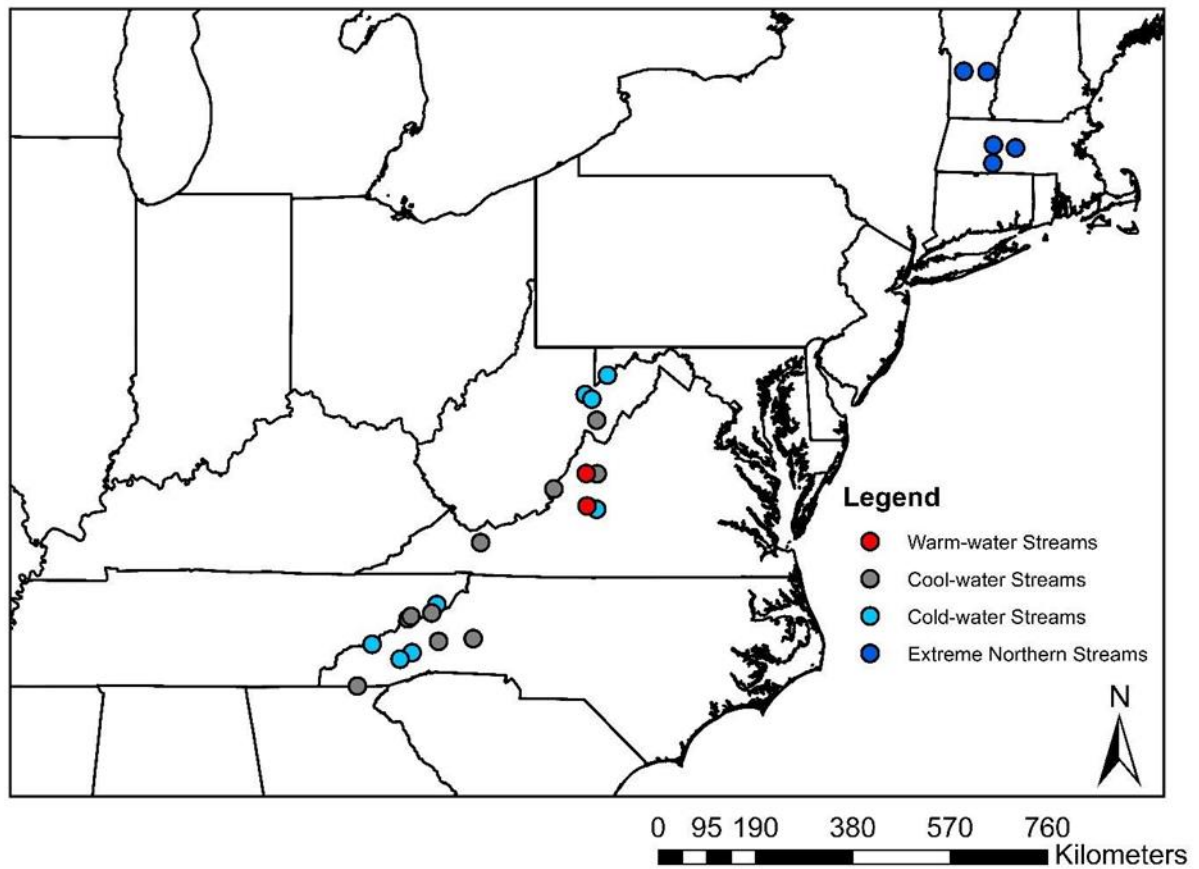 Legend
Warm-water Streams
Cool-water Streams
Cold-water Streams
Extreme Northern Streams
N
0 95 190 380 570 760
Kilometers